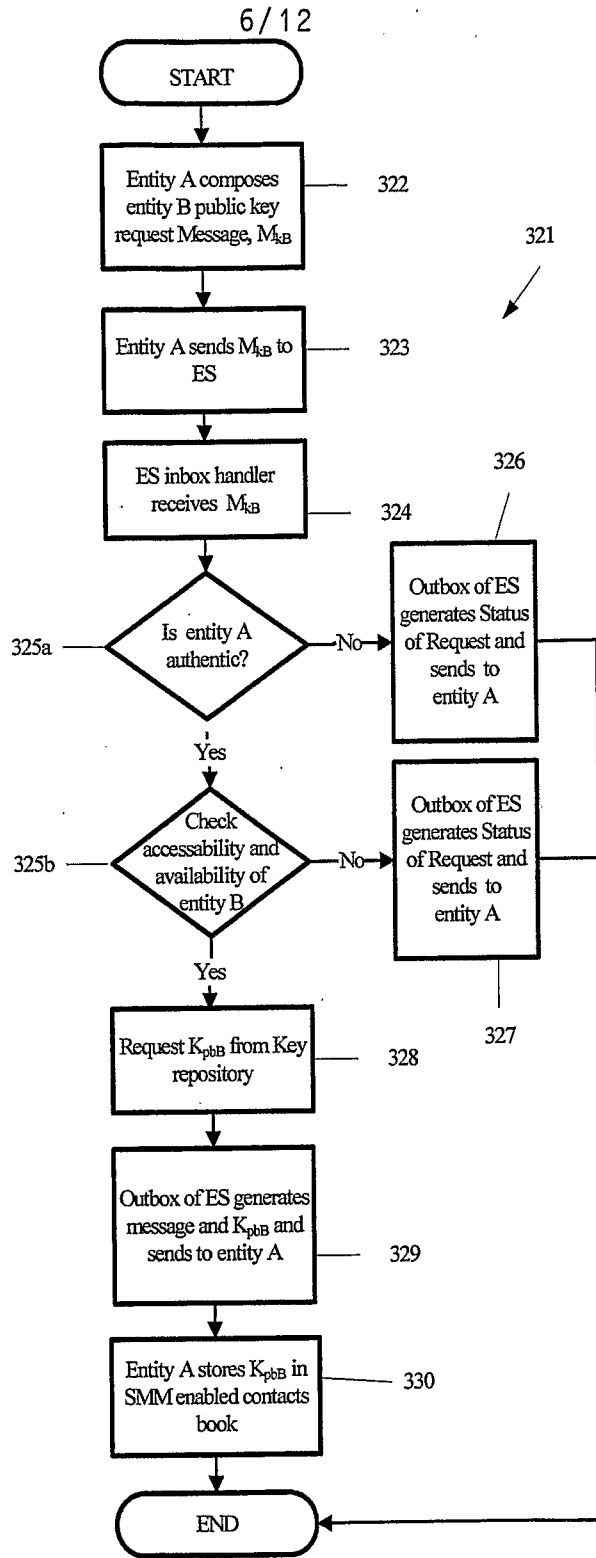 6/12
START
Entity A composes
entity B public key
request Message, MkB
322
321
Entity A sends MkB to
ES
323
ES inbox handler
receives MkB
324
326
325a
Is entity A
authentic?
No
Outbox of ES
generates Status
of Request and
sends to
entity A
Yes
325b
Check
accessability and
availability of
entity B
No
Outbox of ES
generates Status
of Request and
sends to
entity A
Yes
327
Request KpbB from Key
repository
328
Outbox of ES generates
message and KpbB and
sends to entity A
329
Entity A stores KpbB in
SMM enabled contacts
book
330
END